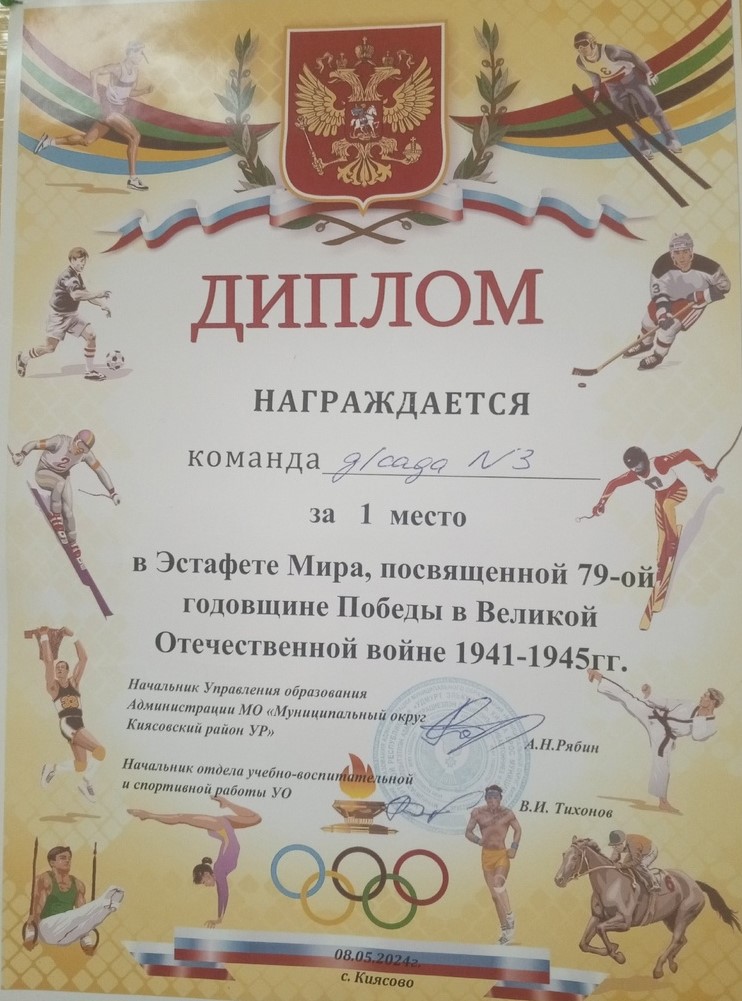 ДИПЛОМ
НАГРАЖДАЕТСЯ
команда д/сада №3
за 1 место
в Эстафете Мира, посвященной 79-ой
годовщине Победы в Великой
Отечественной войне 1941-1945гг.
Начальник Управления образования
Администрации МО «Муниципальный округ
Киясовский район УР»
А.Н.Рябин
Начальник отдела учебно-воспитательной
и спортивной работы УО
В.И. Тихонов
08.05.2024г.
с. Киясово